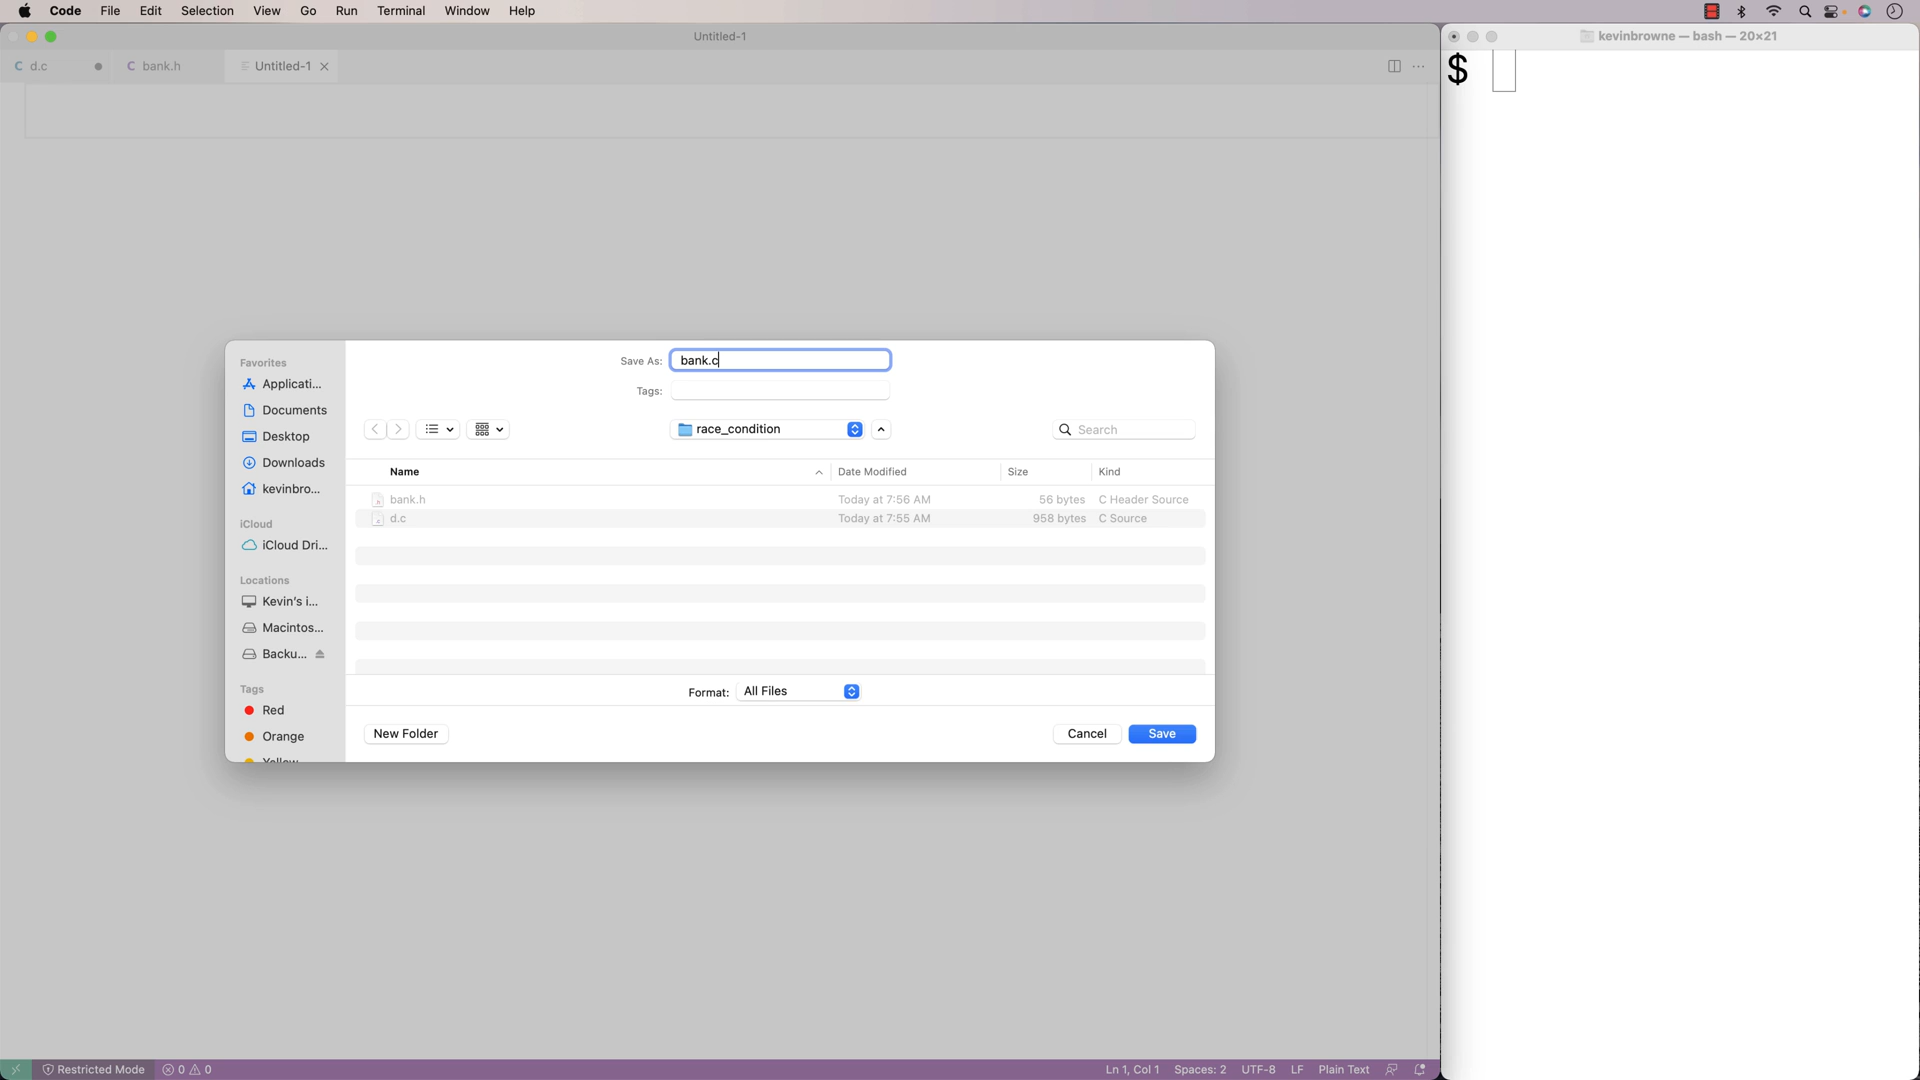 Code File Edit Selection View Go Run Terminal Window Help
Untitled-1
kevinbrowne — bash — 20×21
C d.c
C bank.h
Untitled-1
$
Save As: bank.c
Tags:
race_condition
Search
Favorites
Applicati...
Documents
Desktop
Downloads
kevinbro...
iCloud
iCloud Dri...
Locations
Kevin's i...
Macintos...
Backu...
Tags
Red
Orange
Yellow
Name Date Modified Size Kind
bank.h Today at 7:56 AM 56 bytes C Header Source
d.c Today at 7:55 AM 958 bytes C Source
Format: All Files
New Folder Cancel Save
Restricted Mode 0 0 Ln 1, Col 1 Spaces: 2 UTF-8 LF Plain Text